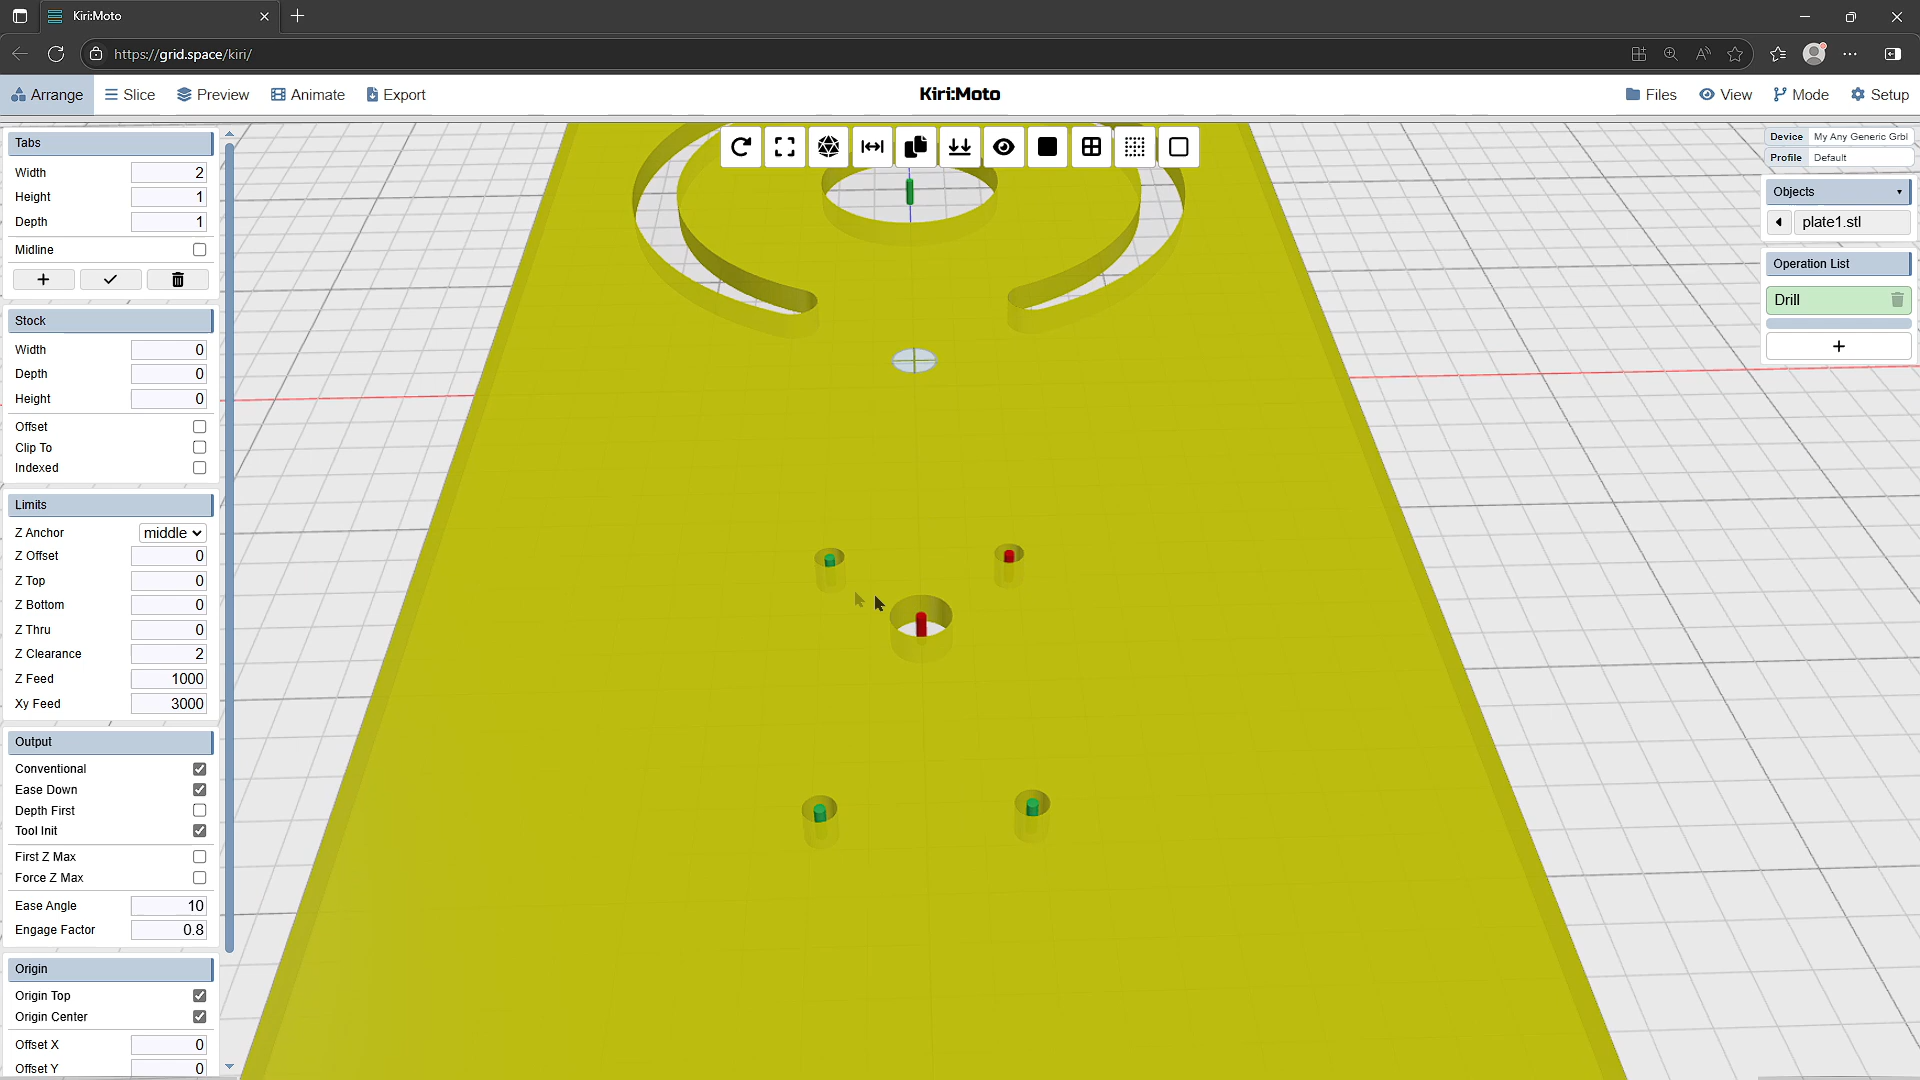 Kiri:Moto
https://grid.space/kiri/
Arrange Slice Preview Animate Export Kiri:Moto Files View Mode Setup
Tabs
Width 2
Height 1
Depth 1
Midline
Stock
Width 0
Depth 0
Height 0
Offset
Clip To
Indexed
Limits
Z Anchor middle
Z Offset 0
Z Top 0
Z Bottom 0
Z Thru 0
Z Clearance 2
Z Feed 1000
Xy Feed 3000
Output
Conventional
Ease Down
Depth First
Tool Init
First Z Max
Force Z Max
Ease Angle 10
Engage Factor 0.8
Origin
Origin Top
Origin Center
Offset X 0
Offset Y 0
Device My Any Generic Grbl
Profile Default
Objects
plate1.stl
Operation List
Drill